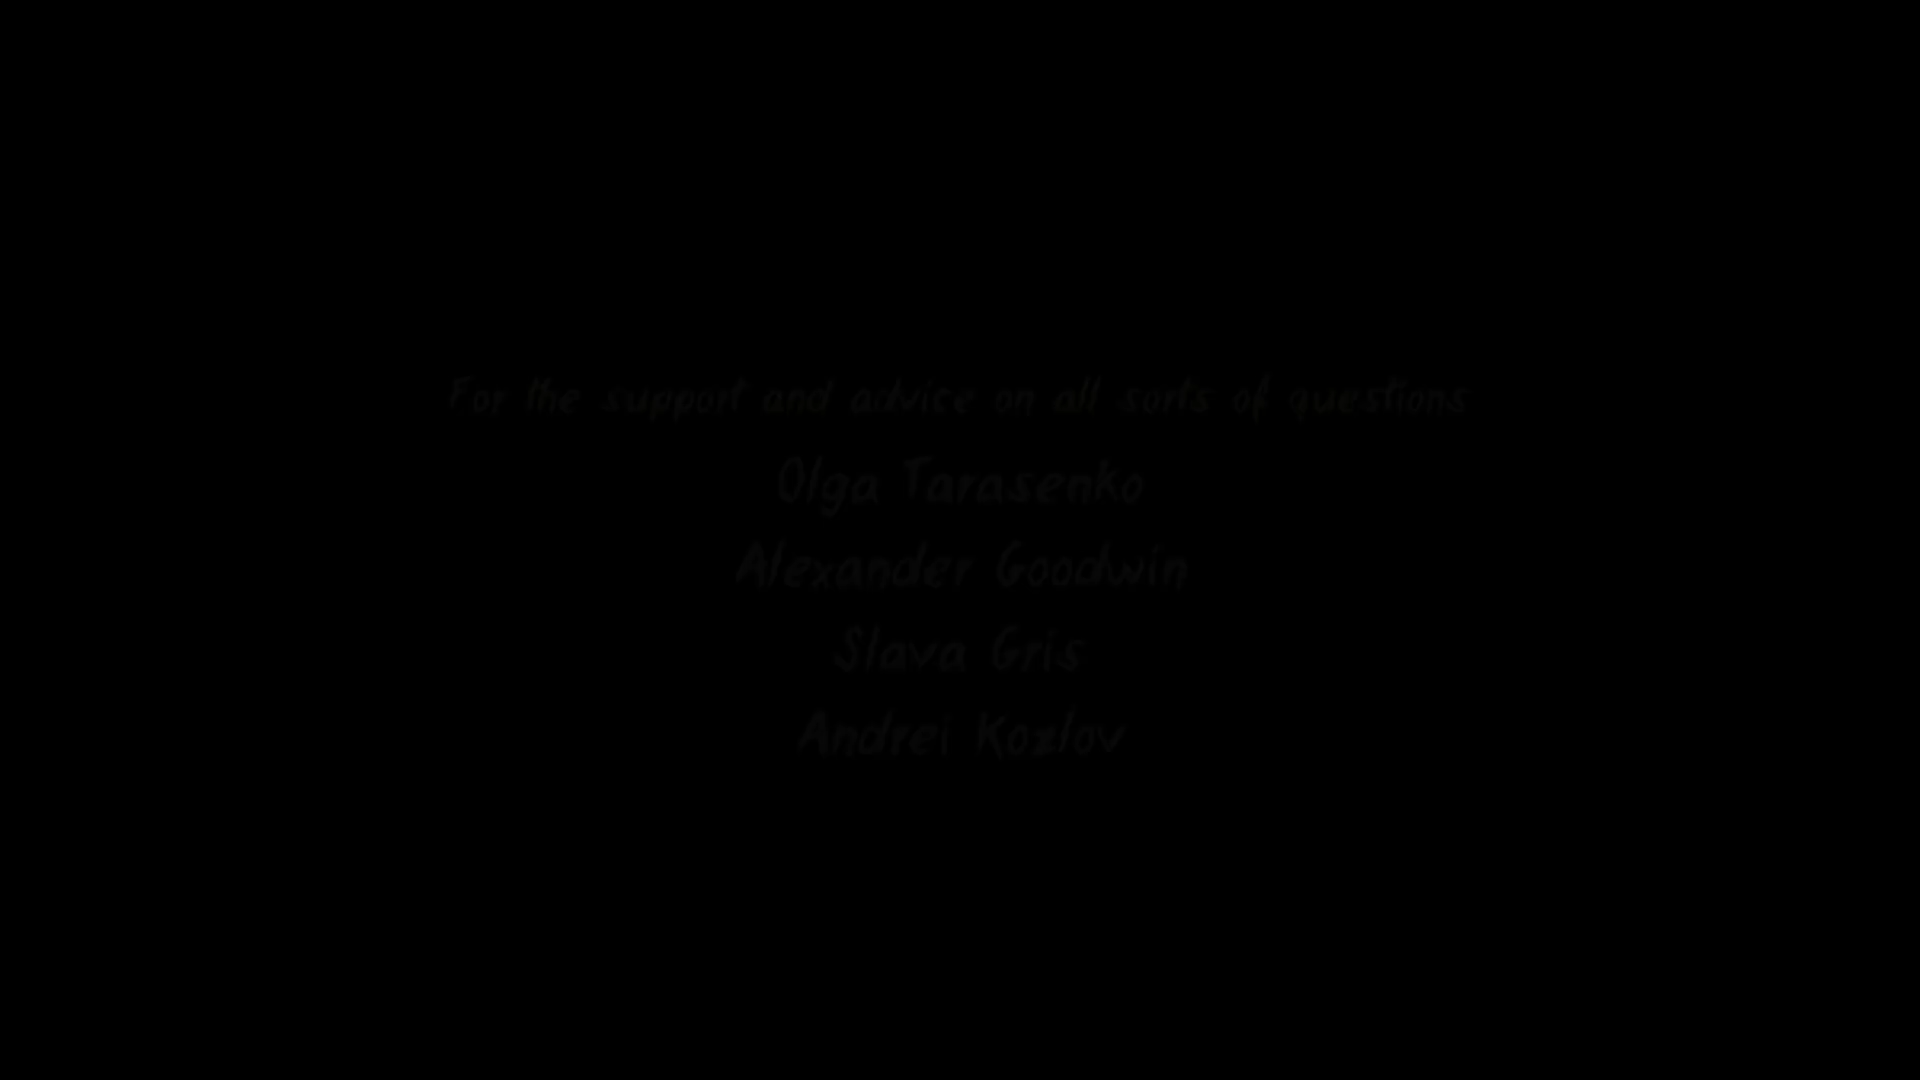 For the support and advice on all sorts of questions
Olga Tarasenko
Alexander Goodwin
Slava Gris
Andrei Kozlov